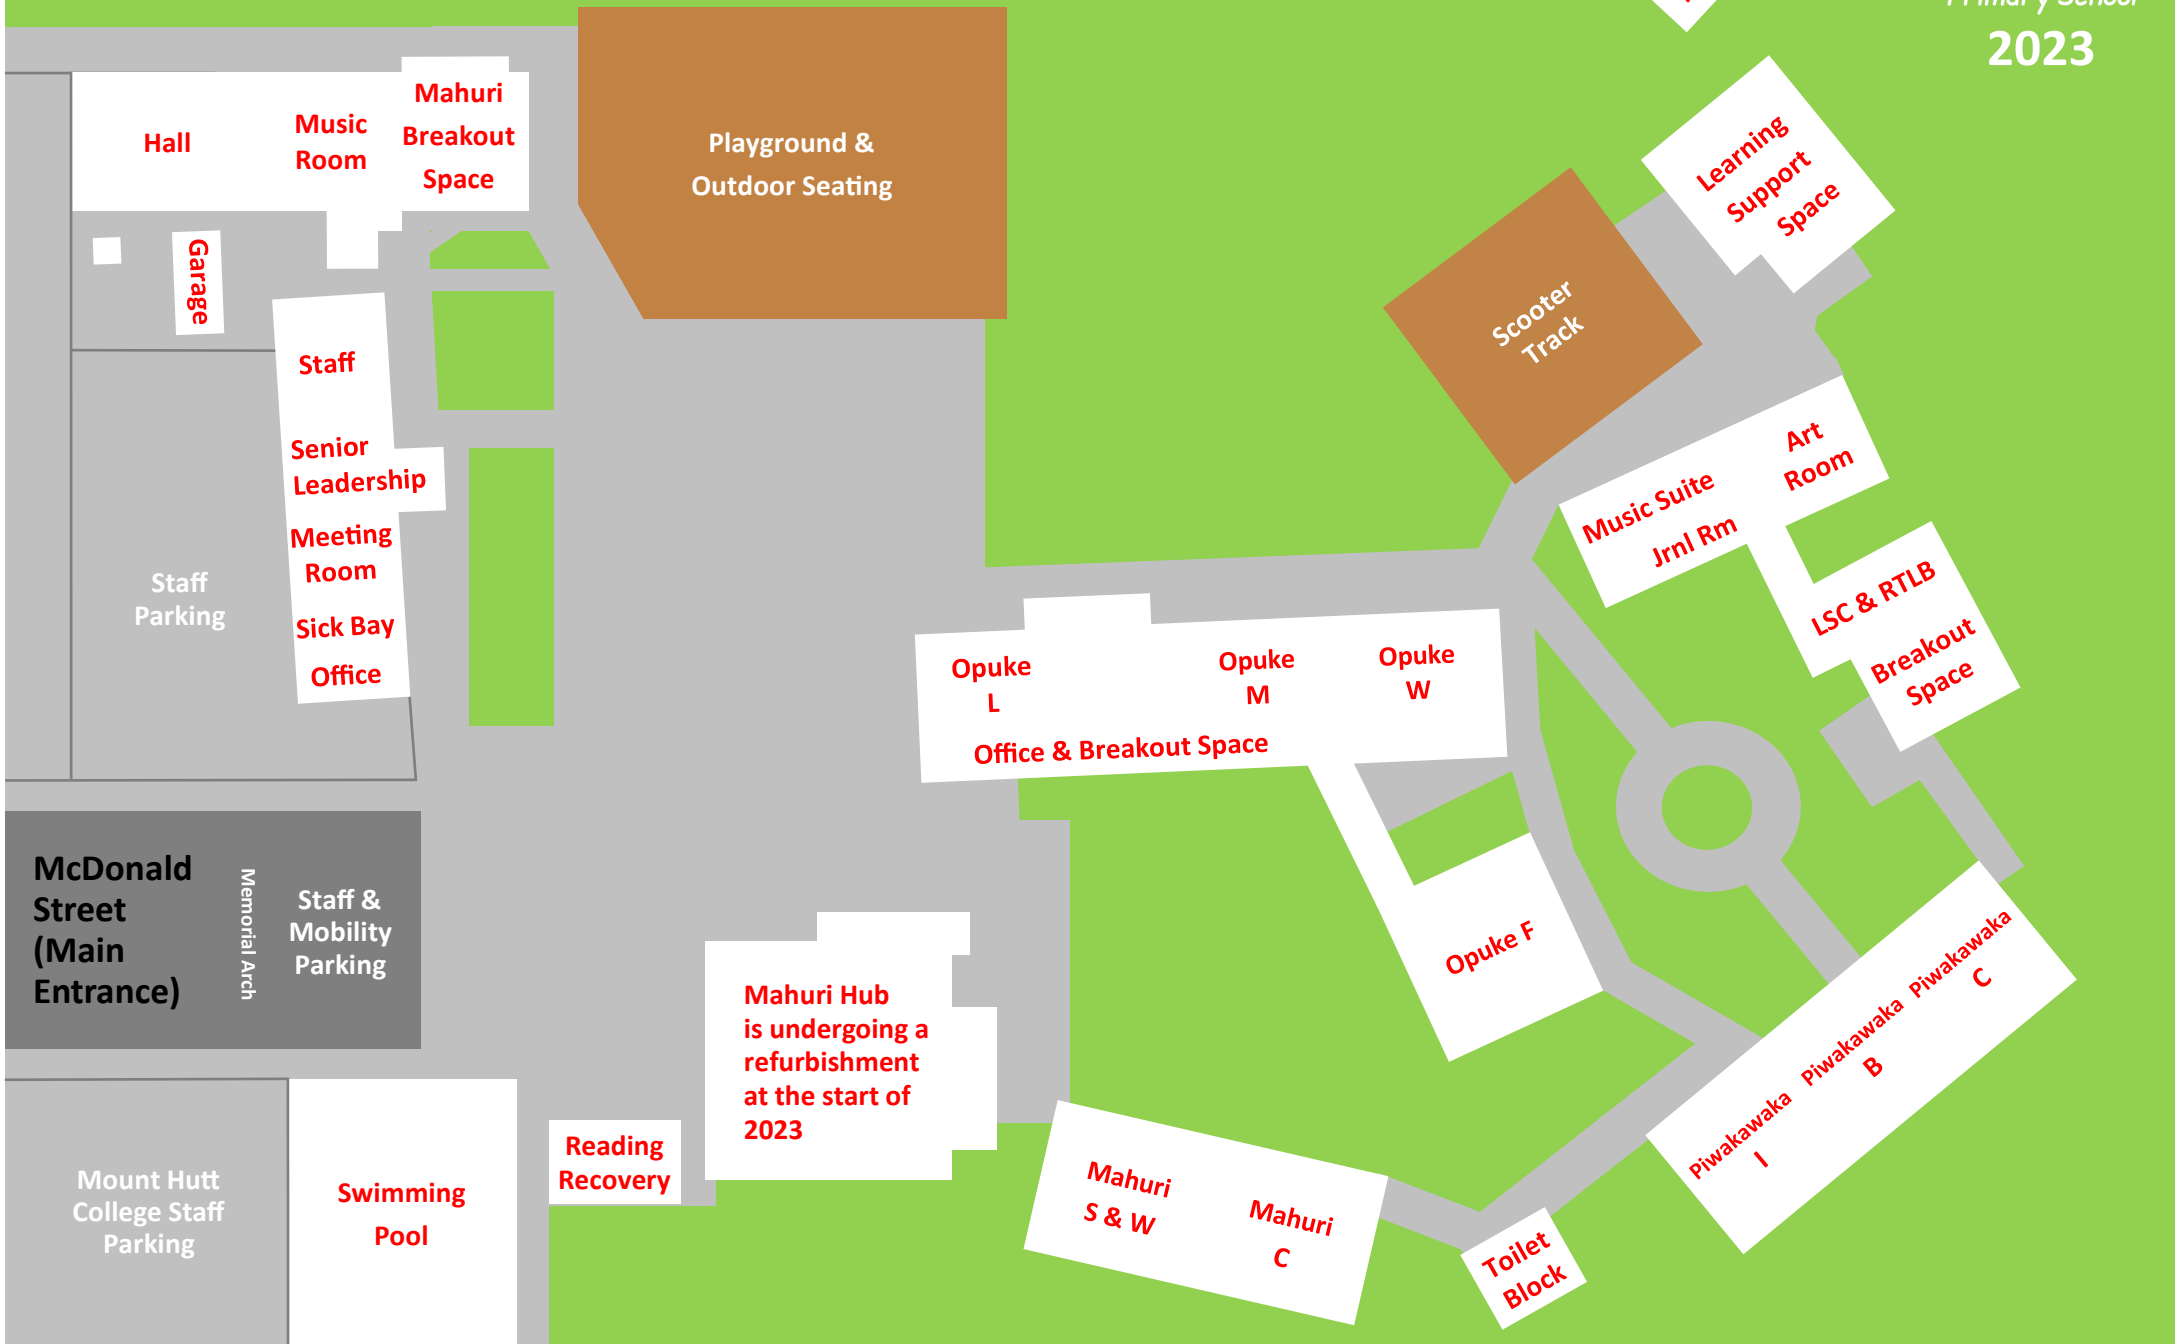 Primary School
2023
Hall
Music
Room
Mahuri
Breakout
Space
Playground &
Outdoor Seating
Learning
Support
Space
Garage
Scooter
Track
Staff
Senior
Leadership
Meeting
Room
Sick Bay
Office
Staff
Parking
Art
Room
Music Suite
Jrnl Rm
LSC & RTLB
Breakout
Space
Opuke
L
Opuke
M
Opuke
W
Office & Breakout Space
McDonald
Street
(Main
Entrance)
Memorial Arch
Staff &
Mobility
Parking
Opuke F
Mahuri Hub
is undergoing a
refurbishment
at the start of
2023
Piwakawaka
C
Piwakawaka
B
Piwakawaka
I
Mount Hutt
College Staff
Parking
Swimming
Pool
Reading
Recovery
Mahuri
S & W
Mahuri
C
Toilet
Block